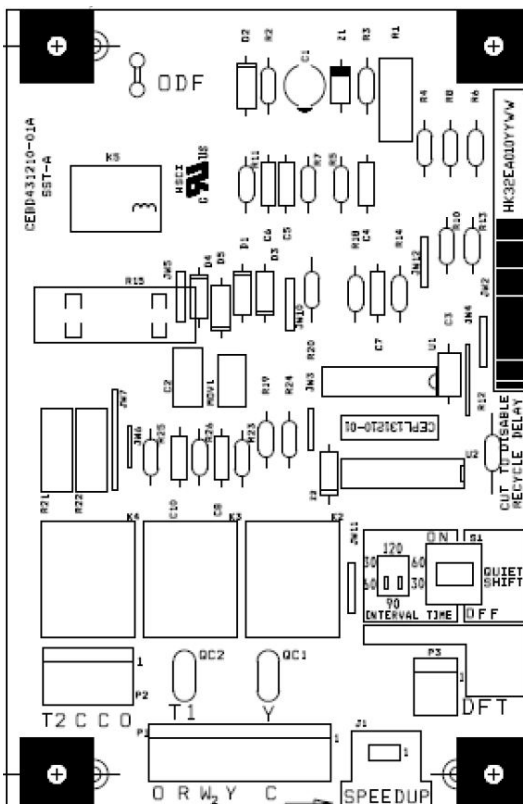 D2 R2 C1 Z1 R3 R1
ODF
R4 R8 R6
CEBD431210-01A
SST-A
HK32EA010YYWW
K5
HSCI
C US
R11 R7 R5
C6 C5
R18 C4 R14
R10 R13
D4 D5 D1 D3
JW5
JW10
JW12
JW2
JW4
R15
C7 U1 C3
C2 MOV1
R20
JW3
R19 R24
R12
CEPL131210-01
CUT TO DISABLE
RECYCLE DELAY
JW7
JW6
R25 R26 R23
U2
R21 R22
C10 C8
K4 K3 K2
JW11
ON S1
120
30 60
60 30
90
INTERVAL TIME
QUIET
SHIFT
OFF
1
P2
QC2 QC1
P3
1
T2 C C O T1 Y
DFT
P1
1
J1
1
O R W2 Y C
SPEEDUP